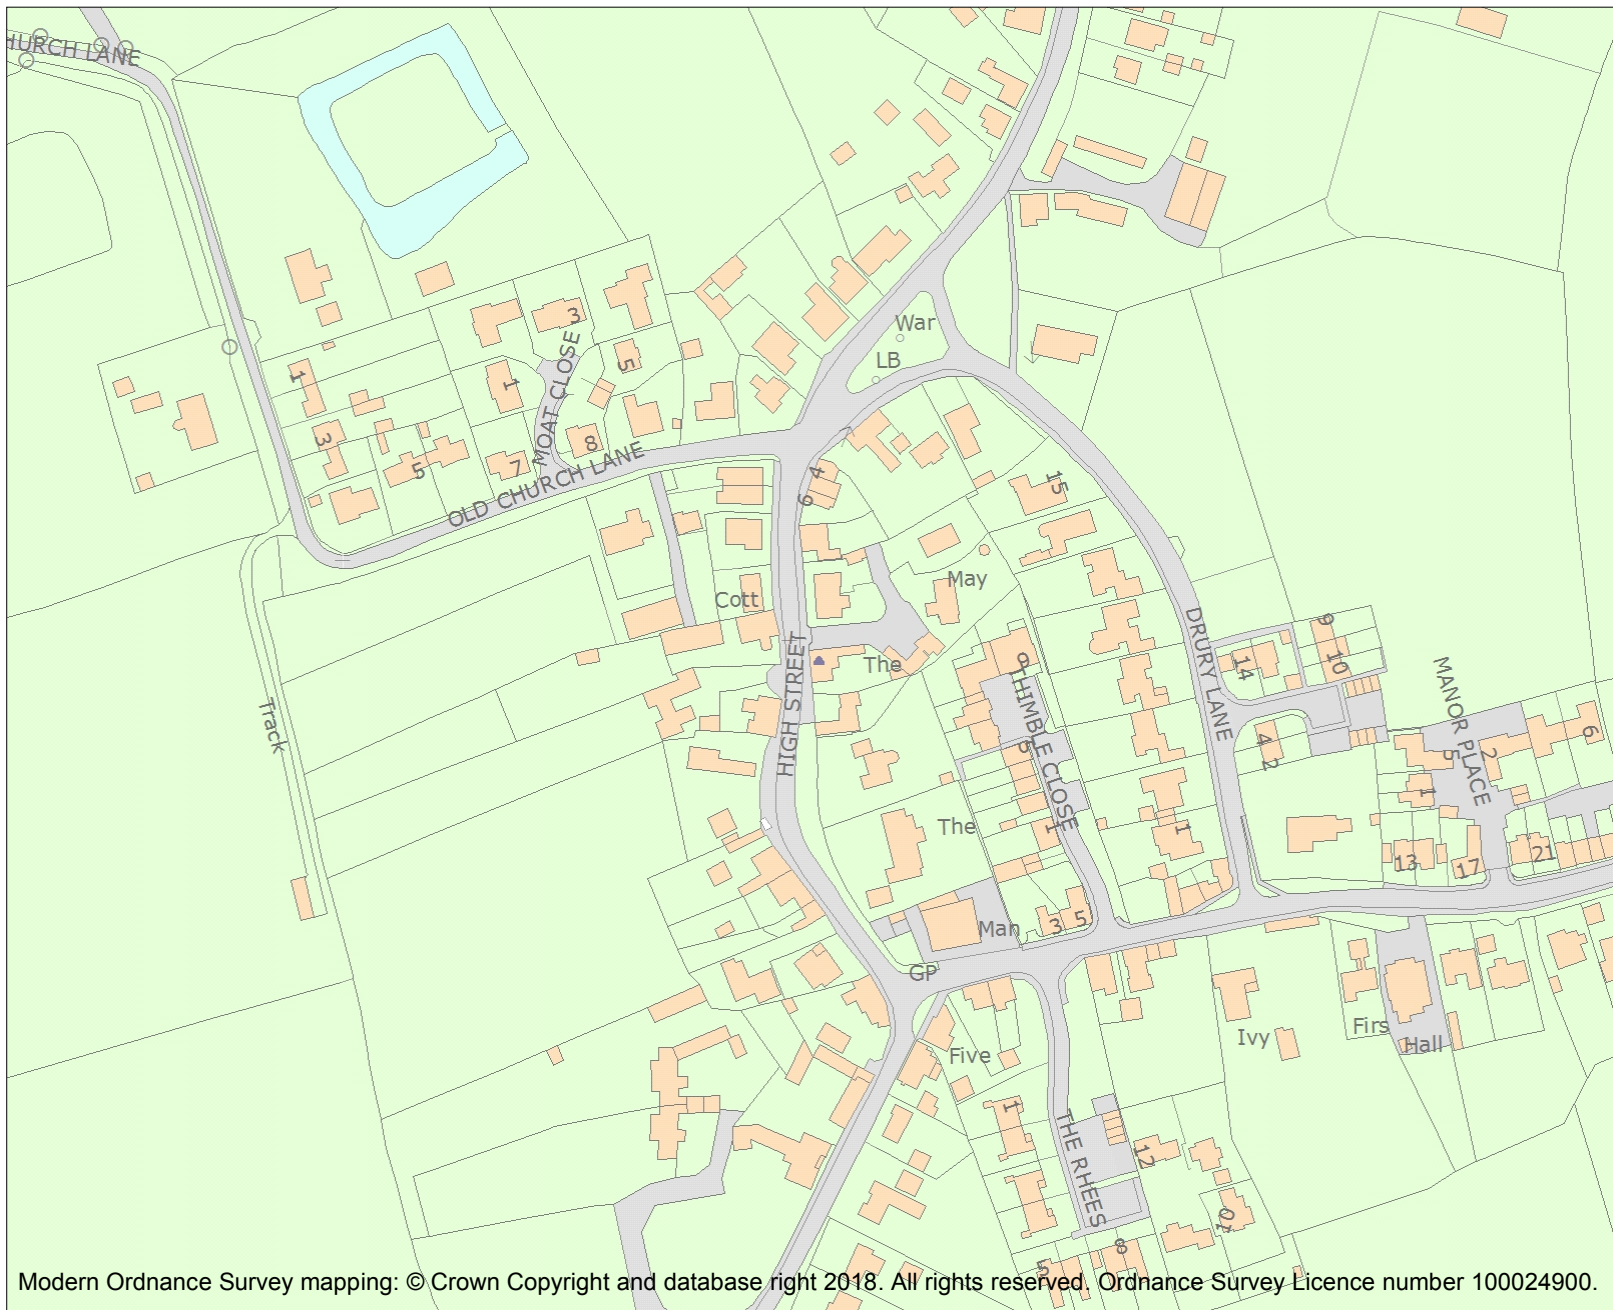 HURCH LANE
War
LB
3
MOAT CLOSE
1
5
1
3
5
7
8
OLD CHURCH LANE
4
6
15
May
Cott
HIGH STREET
The
9
THIMBLE CLOSE
6
1
DRURY LANE
14
9
10
4
2
MANOR PLACE
5
2
6
1
13
17
21
1
Track
The
Man
3
5
GP
Five
Ivy
Firs
Hall
1
THE RHEES
12
10
8
5
Modern Ordnance Survey mapping: © Crown Copyright and database right 2018. All rights reserved. Ordnance Survey Licence number 100024900.